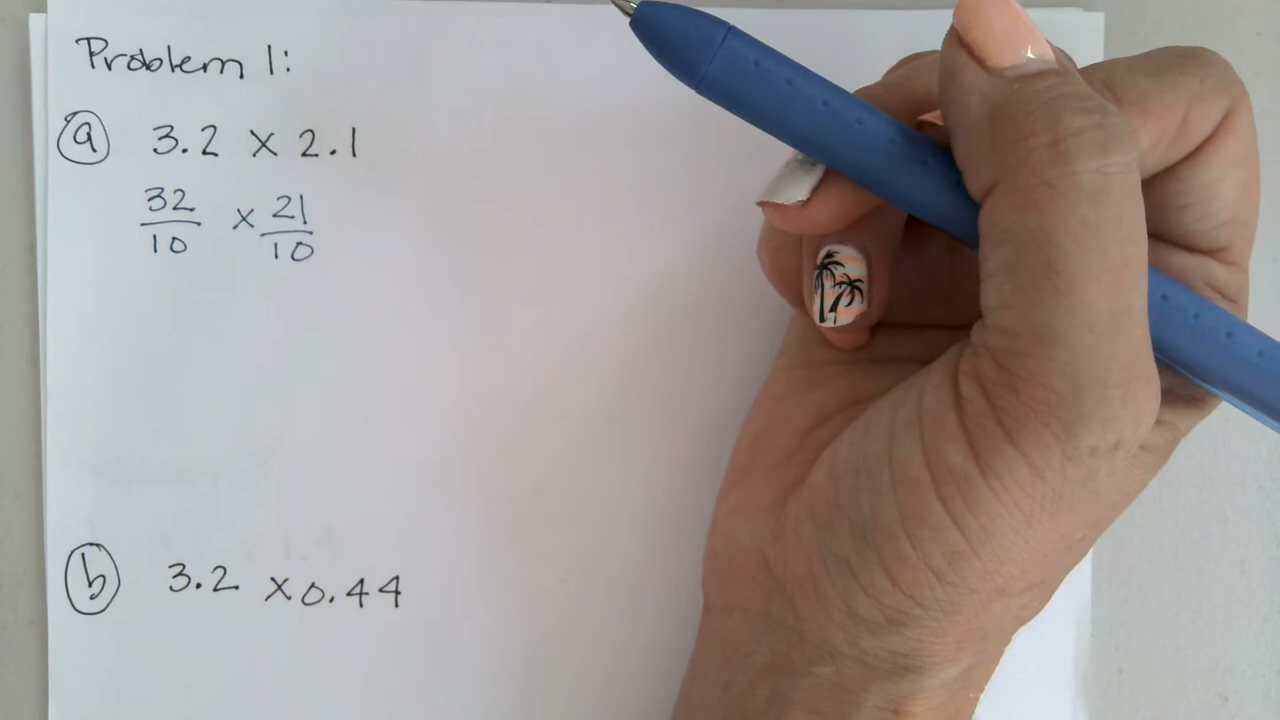 Problem 1:
ⓐ 3.2 × 2.1
32/10 × 21/10
ⓑ 3.2 × 0.44